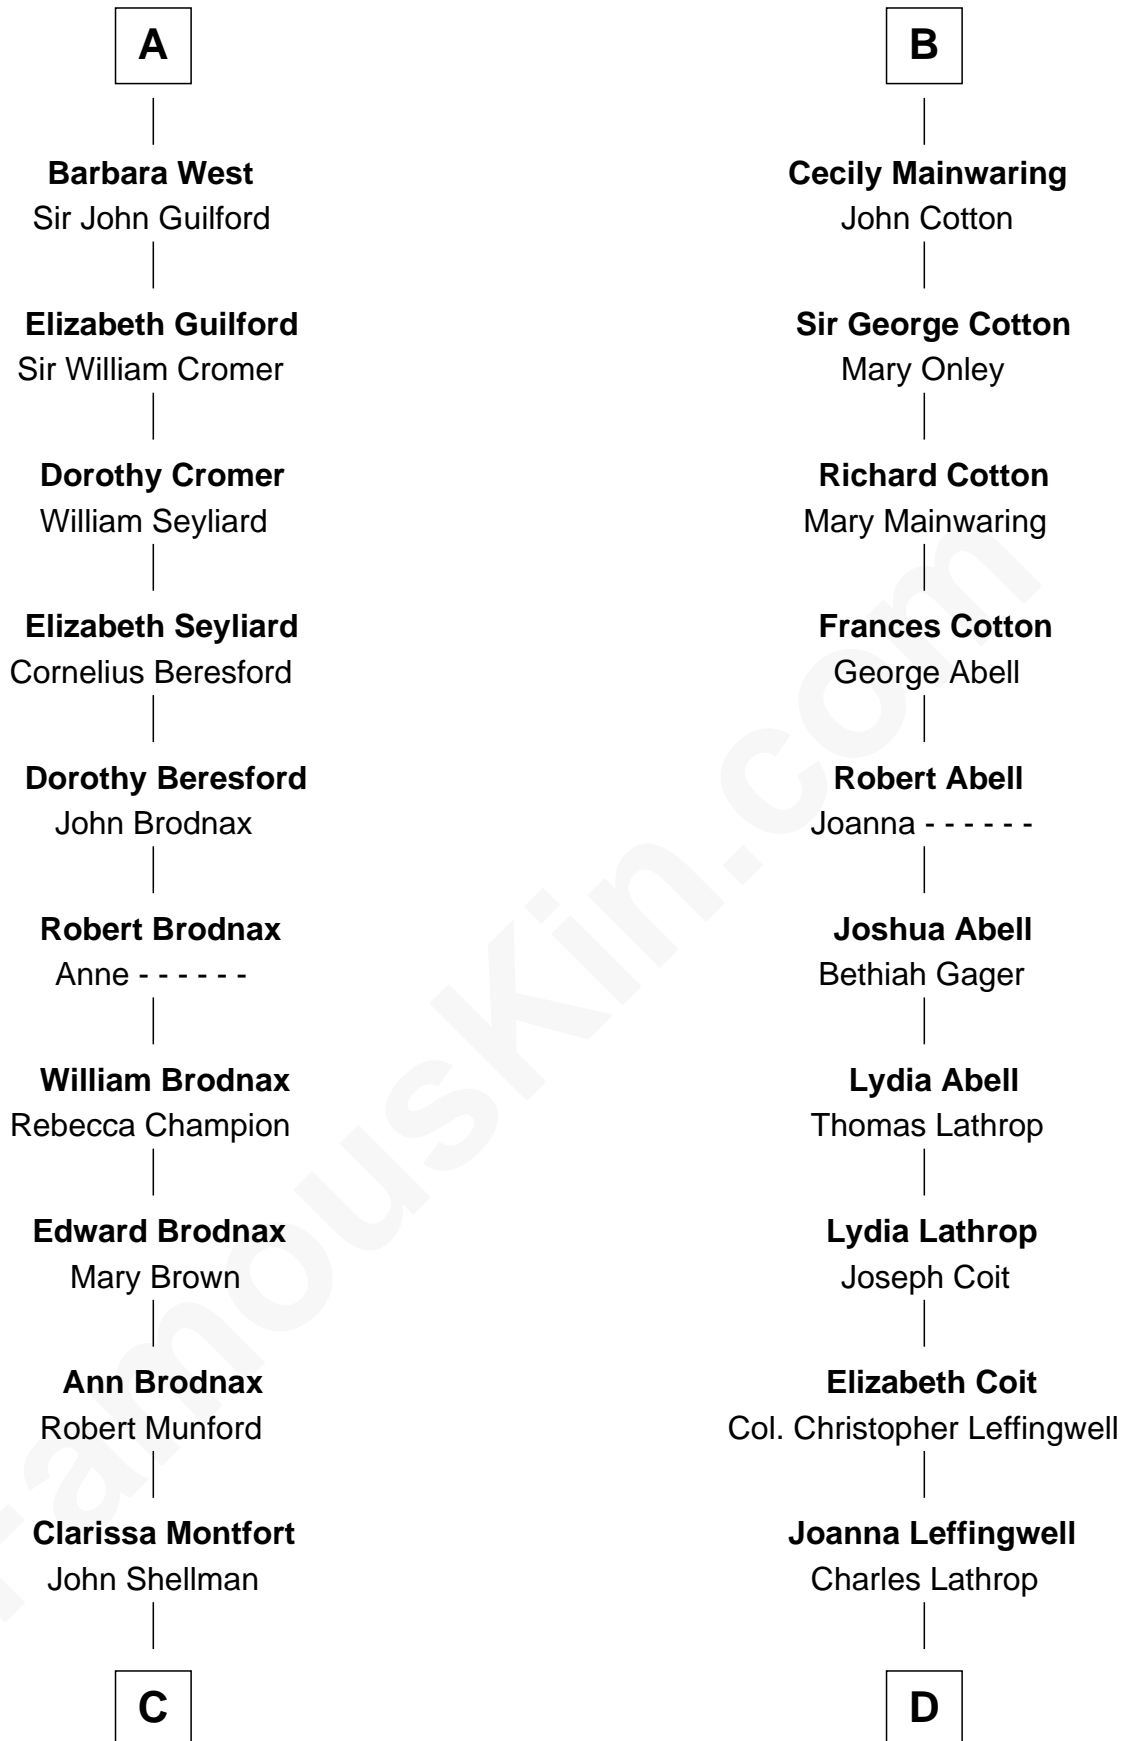 A
Barbara West
Sir John Guilford
Elizabeth Guilford
Sir William Cromer
Dorothy Cromer
William Seyliard
Elizabeth Seyliard
Cornelius Beresford
Dorothy Beresford
John Brodnax
Robert Brodnax
Anne - - - - - -
William Brodnax
Rebecca Champion
Edward Brodnax
Mary Brown
Ann Brodnax
Robert Munford
Clarissa Montfort
John Shellman
C
B
Cecily Mainwaring
John Cotton
Sir George Cotton
Mary Onley
Richard Cotton
Mary Mainwaring
Frances Cotton
George Abell
Robert Abell
Joanna - - - - - -
Joshua Abell
Bethiah Gager
Lydia Abell
Thomas Lathrop
Lydia Lathrop
Joseph Coit
Elizabeth Coit
Col. Christopher Leffingwell
Joanna Leffingwell
Charles Lathrop
D
FamousKin.com